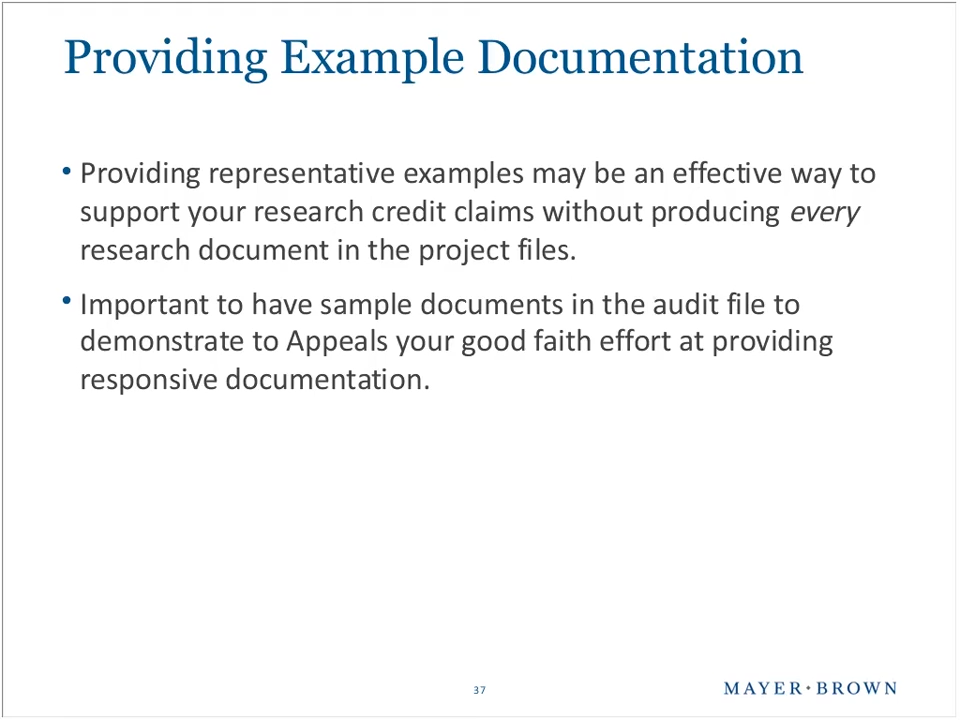 Providing Example Documentation
• Providing representative examples may be an effective way to
support your research credit claims without producing every
research document in the project files.
• Important to have sample documents in the audit file to
demonstrate to Appeals your good faith effort at providing
responsive documentation.
37
MAYER • BROWN